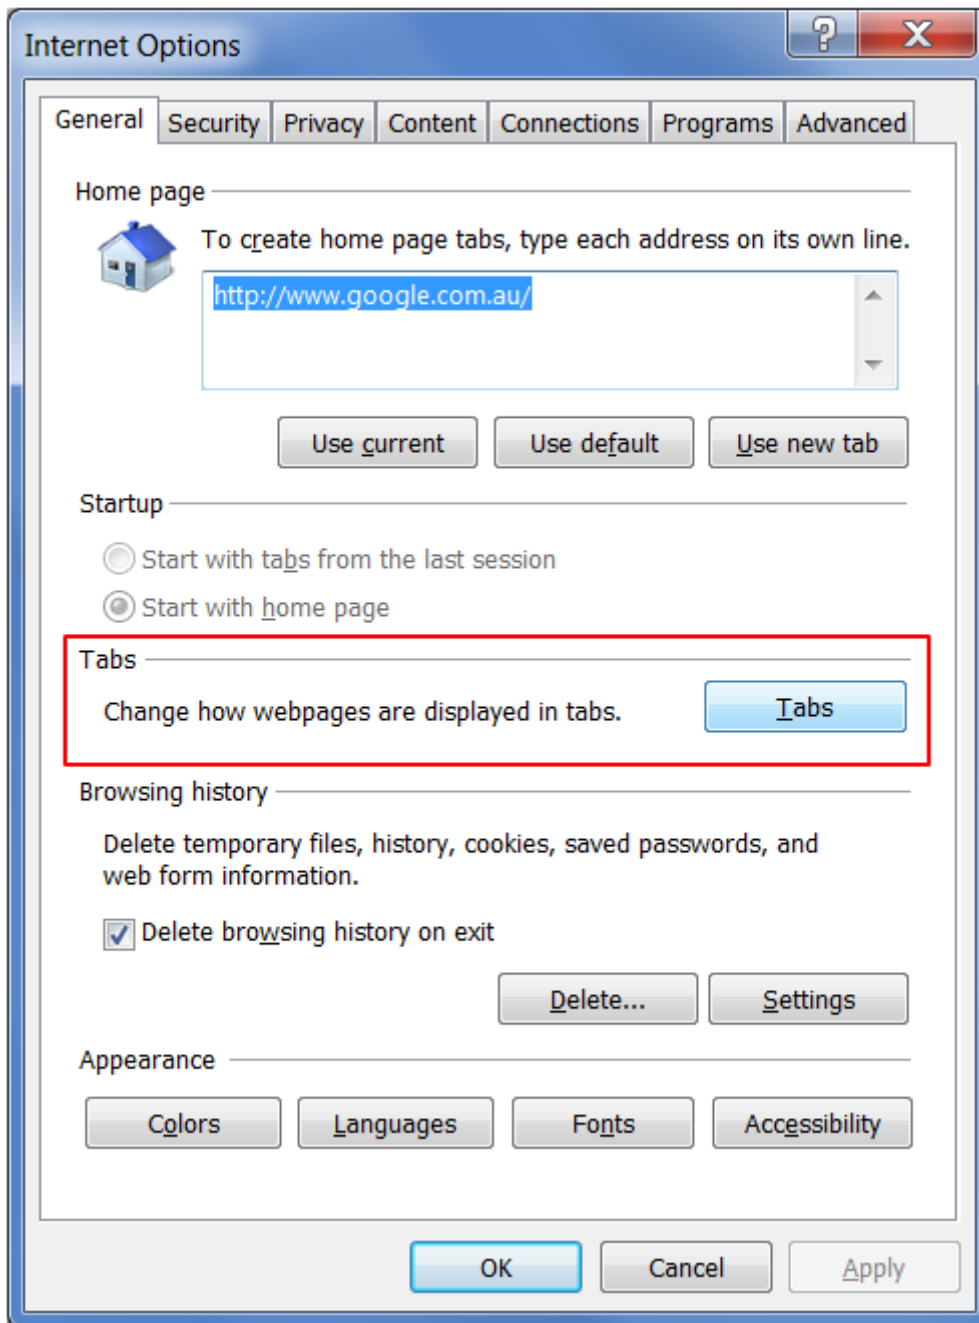 Internet Options
General Security Privacy Content Connections Programs Advanced
Home page
To create home page tabs, type each address on its own line.
http://www.google.com.au/
Use current Use default Use new tab
Startup
Start with tabs from the last session
Start with home page
Tabs
Change how webpages are displayed in tabs. Tabs
Browsing history
Delete temporary files, history, cookies, saved passwords, and
web form information.
Delete browsing history on exit
Delete... Settings
Appearance
Colors Languages Fonts Accessibility
OK Cancel Apply